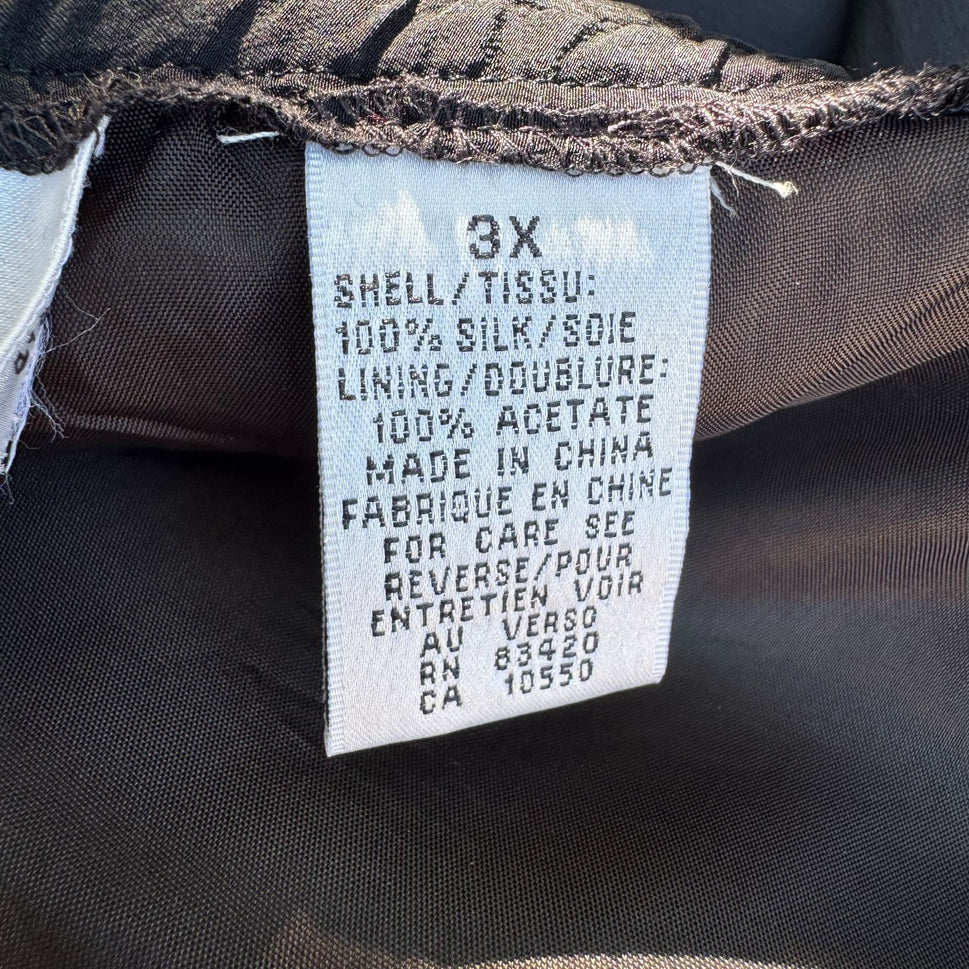 3X
SHELL/TISSU:
100% SILK/SOIE
LINING/DOUBLURE:
100% ACETATE
MADE IN CHINA
FABRIQUE EN CHINE
FOR CARE SEE
REVERSE/POUR
ENTRETIEN VOIR
AU VERSO
RN 83420
CA 10550